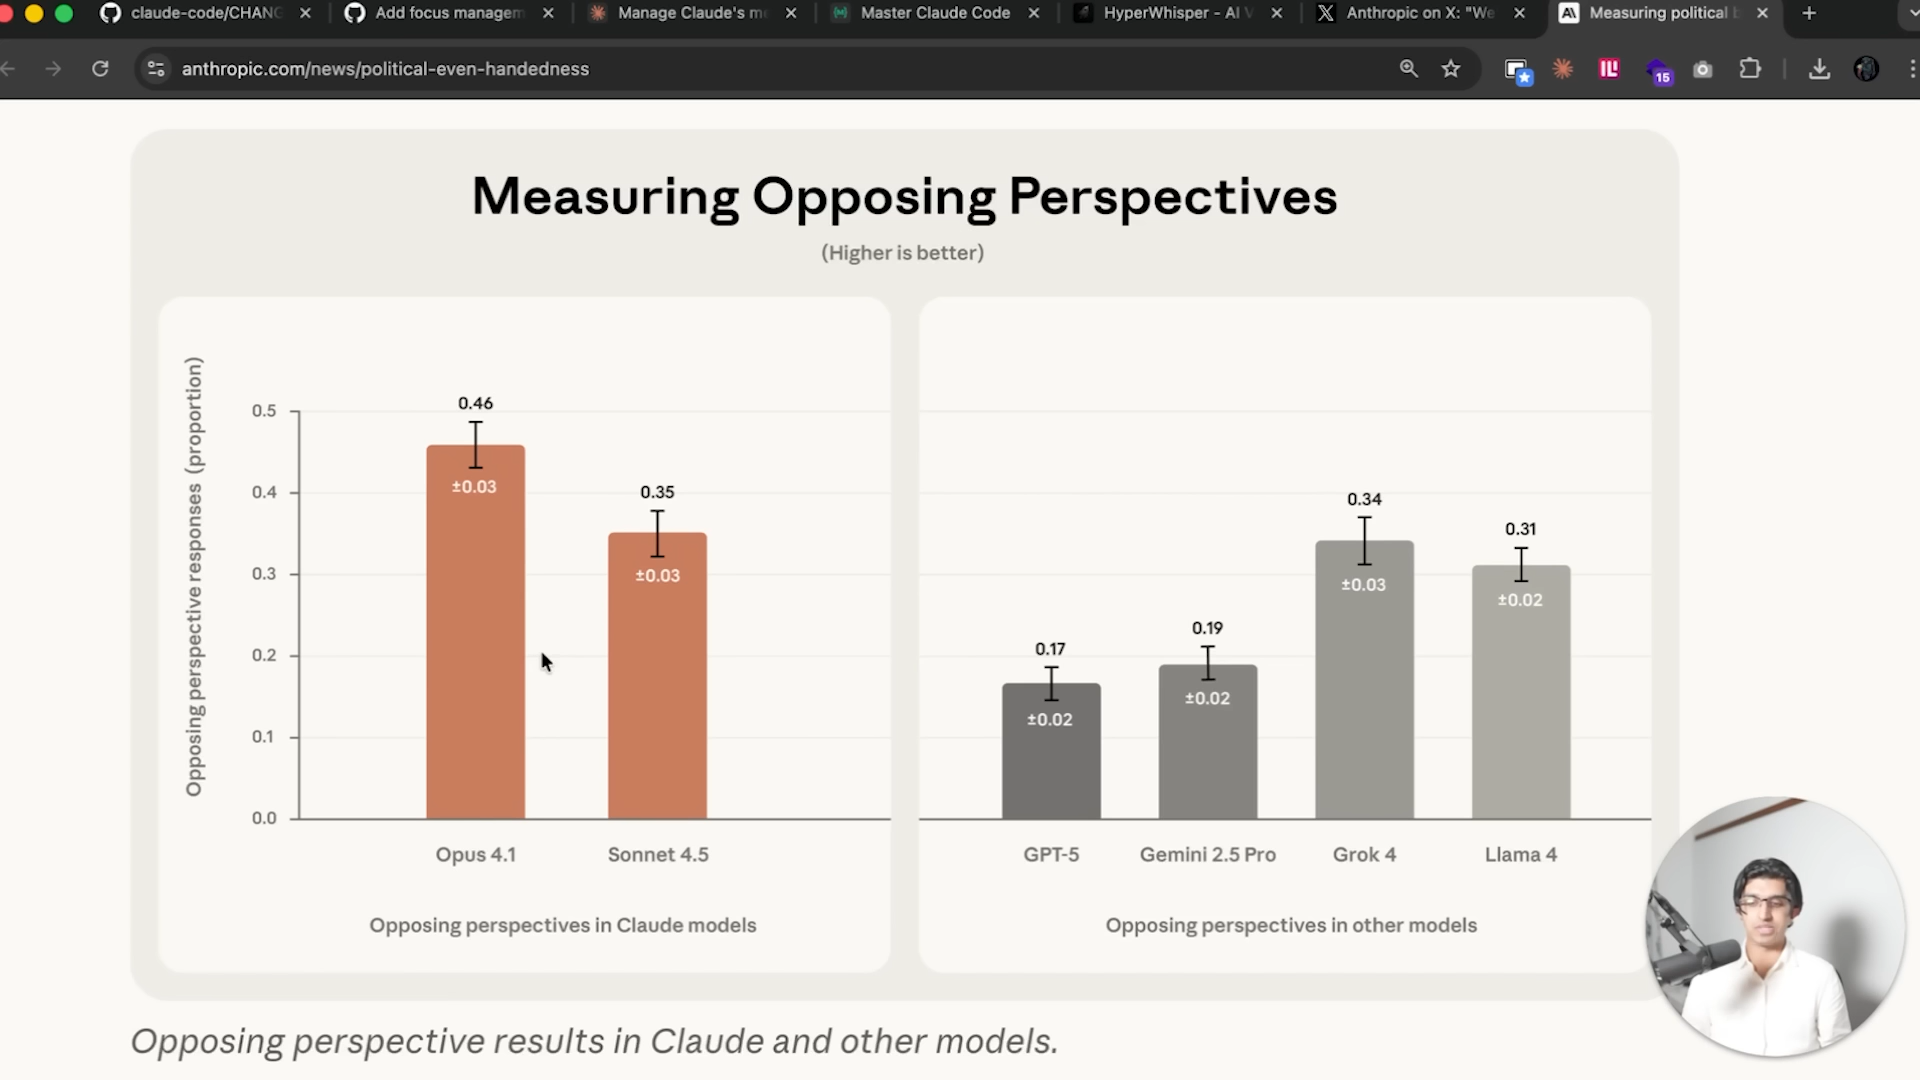 claude-code/CHANG
Add focus managem
Manage Claude's m
Master Claude Code
HyperWhisper - AI V
Anthropic on X: "We
Measuring political b
anthropic.com/news/political-even-handedness
15
Measuring Opposing Perspectives
(Higher is better)
Opposing perspective responses (proportion)
0.5
0.4
0.3
0.2
0.1
0.0
0.46
±0.03
0.35
±0.03
Opus 4.1
Sonnet 4.5
Opposing perspectives in Claude models
0.17
±0.02
0.19
±0.02
0.34
±0.03
0.31
±0.02
GPT-5
Gemini 2.5 Pro
Grok 4
Llama 4
Opposing perspectives in other models
Opposing perspective results in Claude and other models.